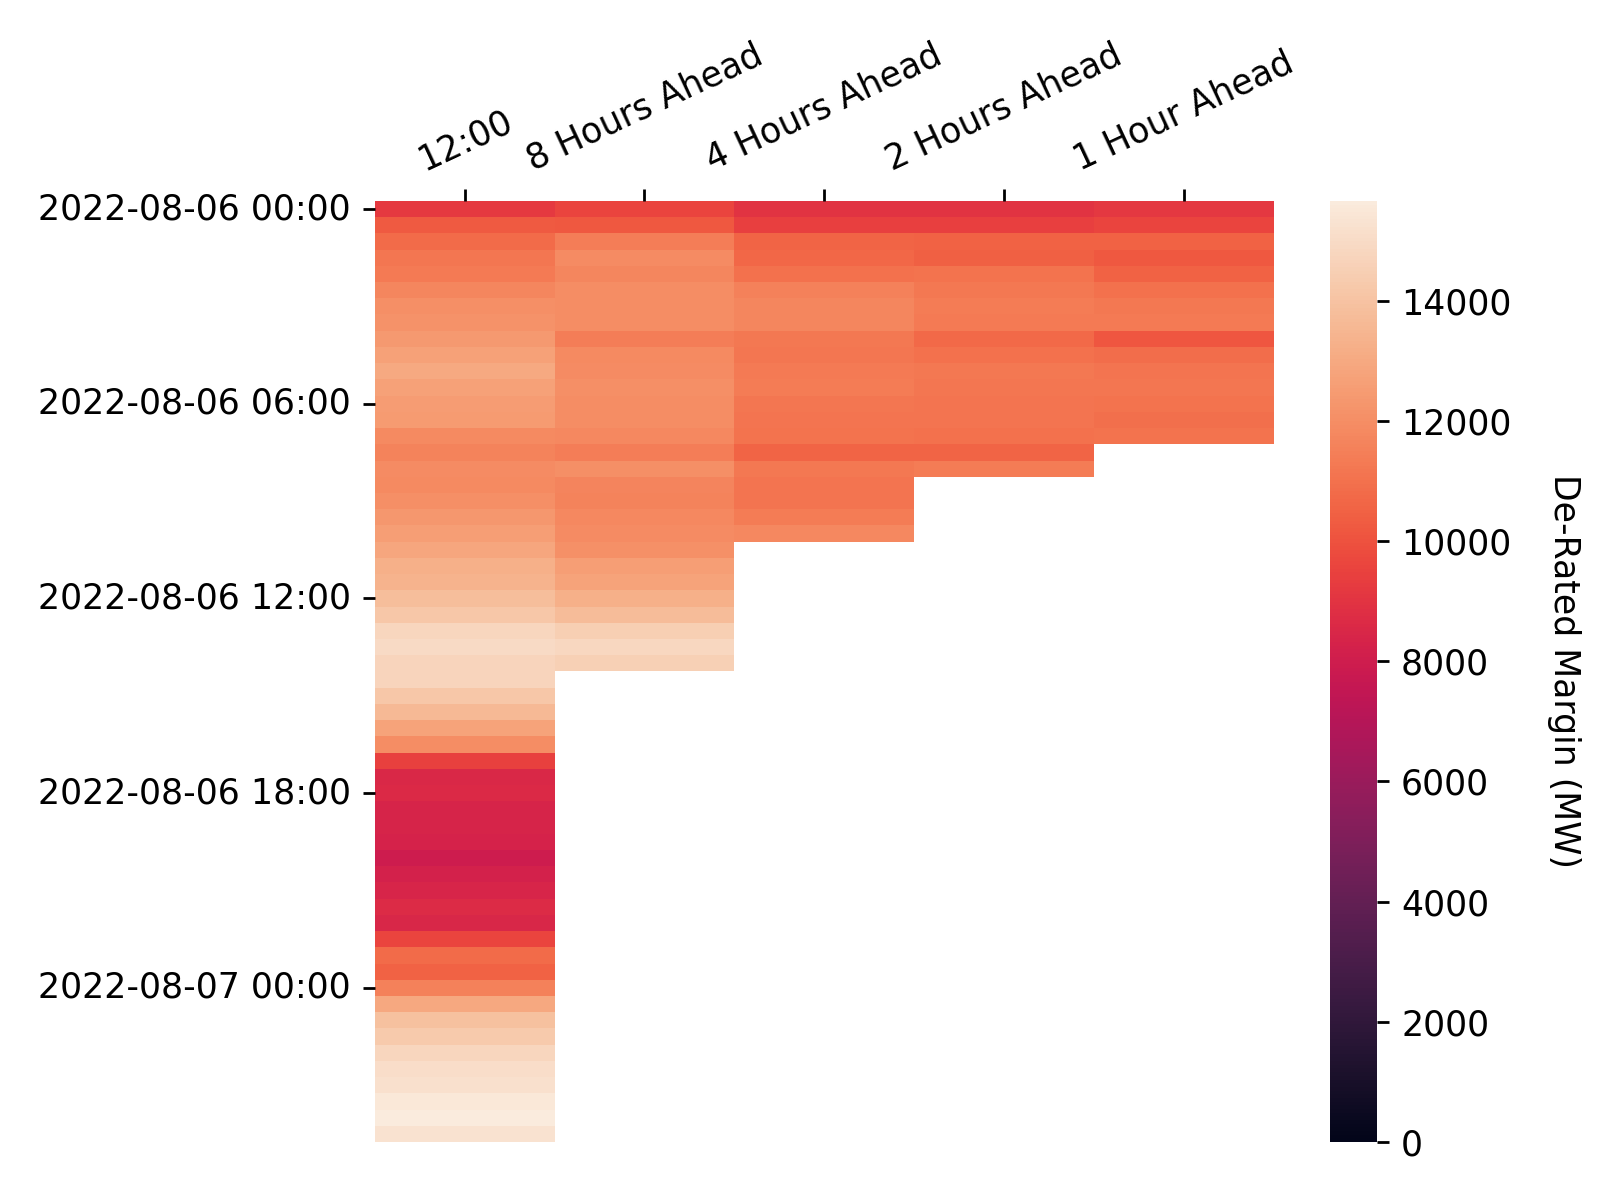 12:00
8 Hours Ahead
4 Hours Ahead
2 Hours Ahead
1 Hour Ahead
2022-08-06 00:00
2022-08-06 06:00
2022-08-06 12:00
2022-08-06 18:00
2022-08-07 00:00
14000
12000
10000
8000
6000
4000
2000
0
De-Rated Margin (MW)